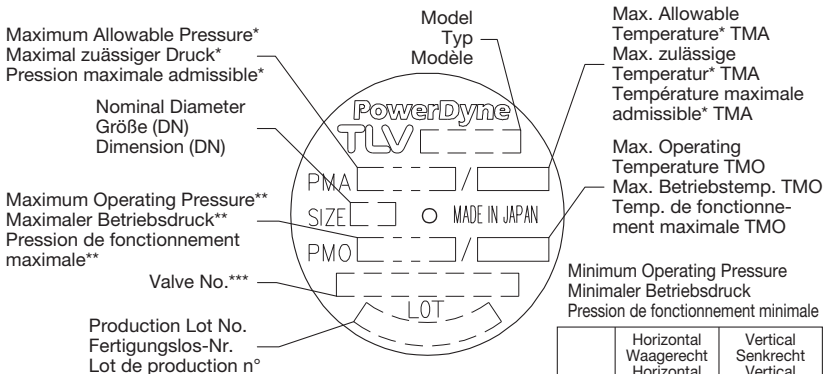 Maximum Allowable Pressure*
Maximal zuässiger Druck*
Pression maximale admissible*
Nominal Diameter
Größe (DN)
Dimension (DN)
Maximum Operating Pressure**
Maximaler Betriebsdruck**
Pression de fonctionnement
maximale**
Valve No.***
Production Lot No.
Fertigungslos-Nr.
Lot de production n°
Model
Typ
Modèle
PowerDyne
TLV
PMA /
SIZE MADE IN JAPAN
PMO /
LOT
Max. Allowable
Temperature* TMA
Max. zulässige
Temperatur* TMA
Température maximale
admissible* TMA
Max. Operating
Temperature TMO
Max. Betriebstemp. TMO
Temp. de fonctionne-
ment maximale TMO
Minimum Operating Pressure
Minimaler Betriebsdruck
Pression de fonctionnement minimale
Horizontal Vertical
Waagerecht Senkrecht
Horizontal Vertical